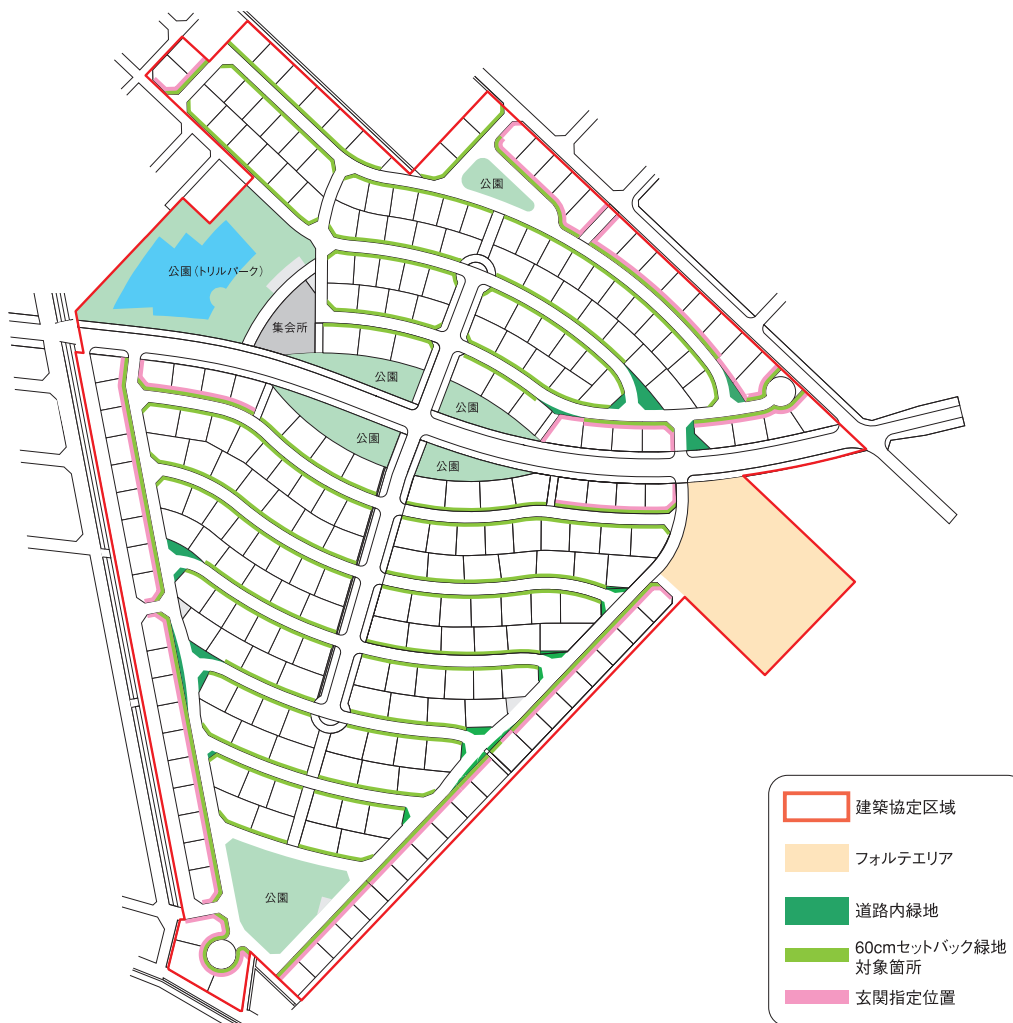 公園
公園（トリルパーク）
集会所
公園
公園
公園
公園
公園
建築協定区域
フォルテエリア
道路内緑地
60cmセットバック緑地
対象箇所
玄関指定位置